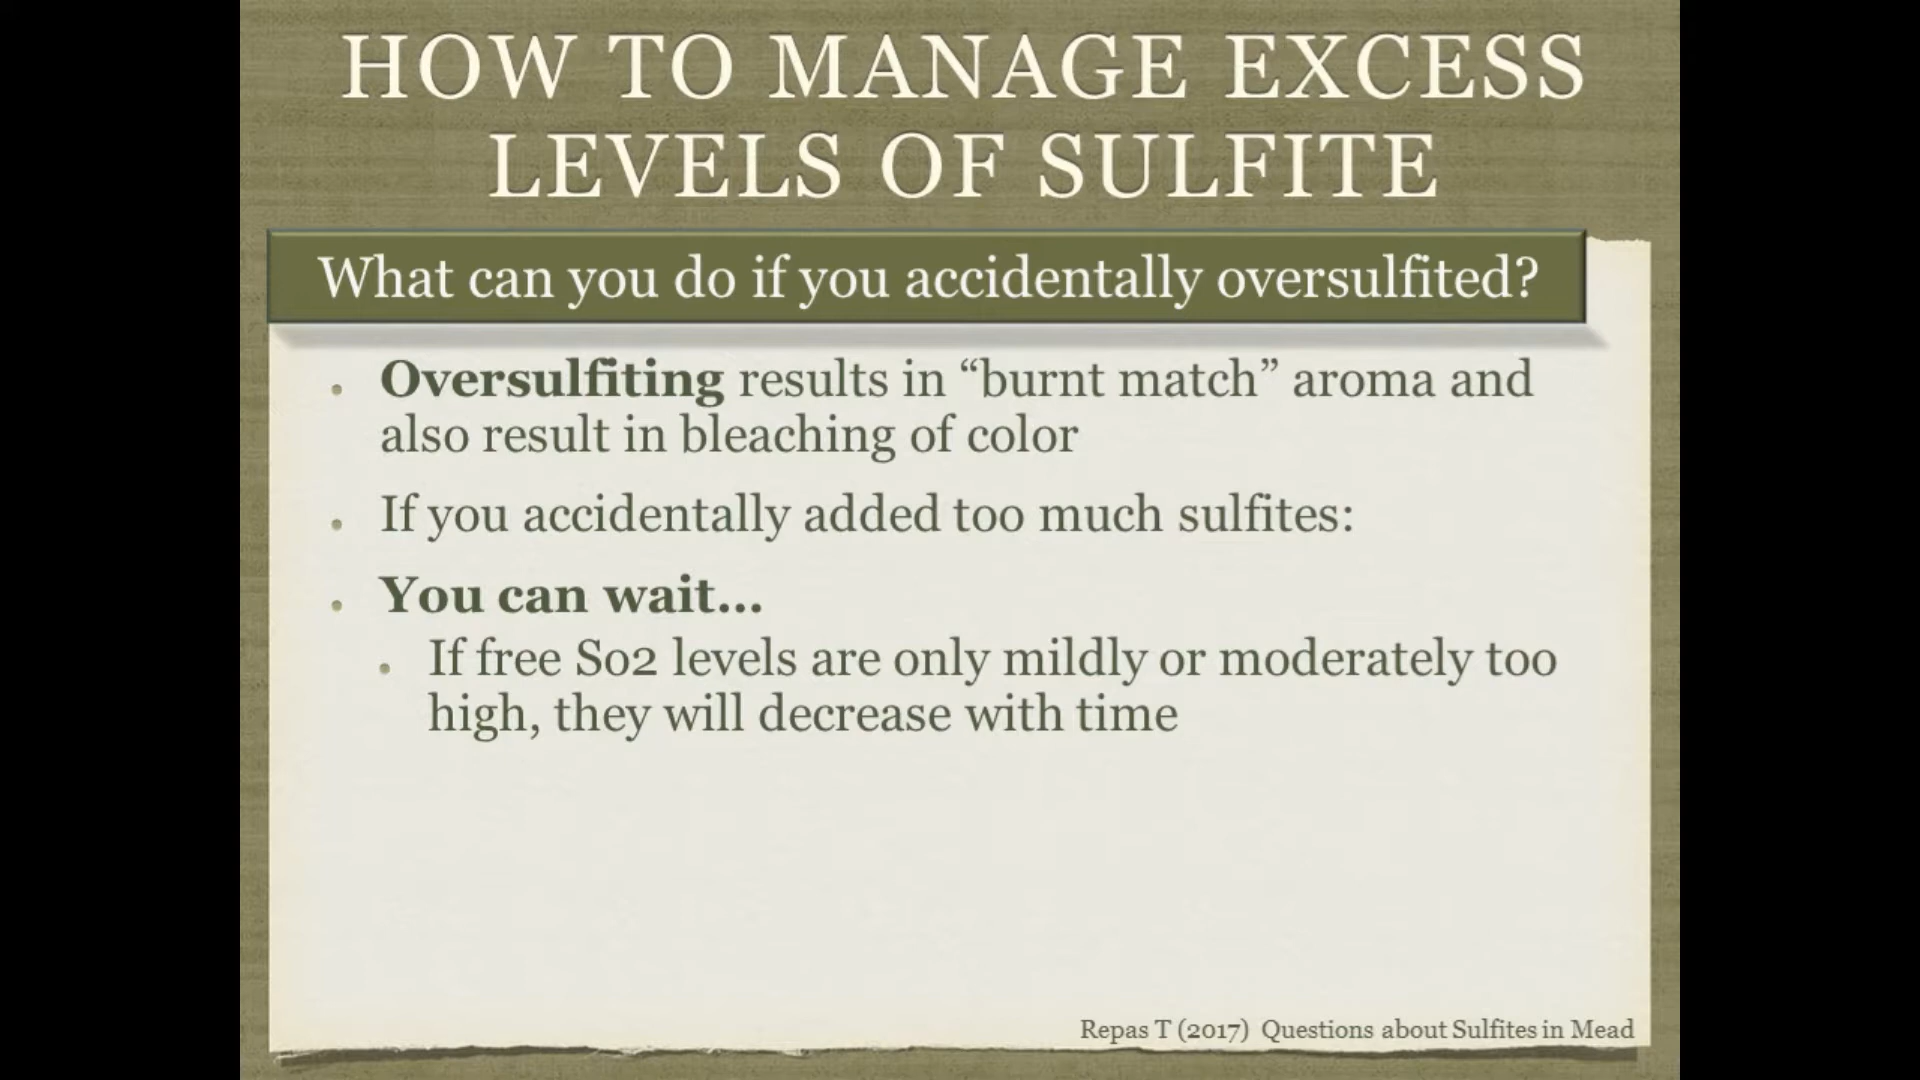 HOW TO MANAGE EXCESS
LEVELS OF SULFITE
What can you do if you accidentally oversulfited?
• Oversulfiting results in “burnt match” aroma and
also result in bleaching of color
• If you accidentally added too much sulfites:
• You can wait...
• If free So2 levels are only mildly or moderately too
high, they will decrease with time
Repas T (2017) Questions about Sulfites in Mead